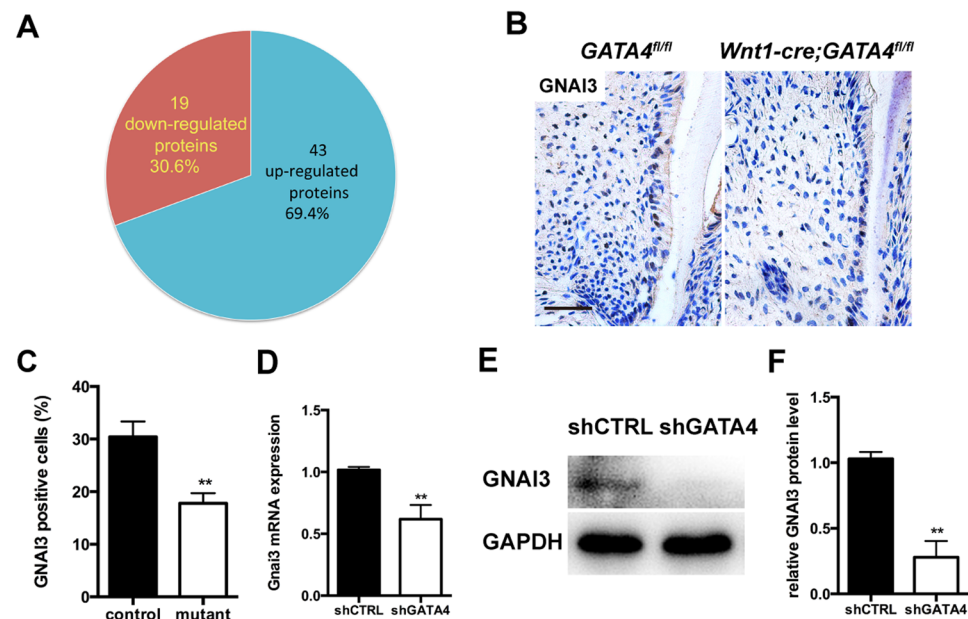 A
19
down-regulated
proteins
30.6%
43
up-regulated
proteins
69.4%
B
GATA4fl/fl
Wnt1-cre;GATA4fl/fl
GNAI3
C
GNAI3 positive cells (%)
40
30
20
10
0
**
control mutant
D
Gnai3 mRNA expression
1.5
1.0
0.5
0.0
**
shCTRL shGATA4
E
shCTRL shGATA4
GNAI3
GAPDH
F
relative GNAI3 protein level
1.5
1.0
0.5
0.0
**
shCTRL shGATA4